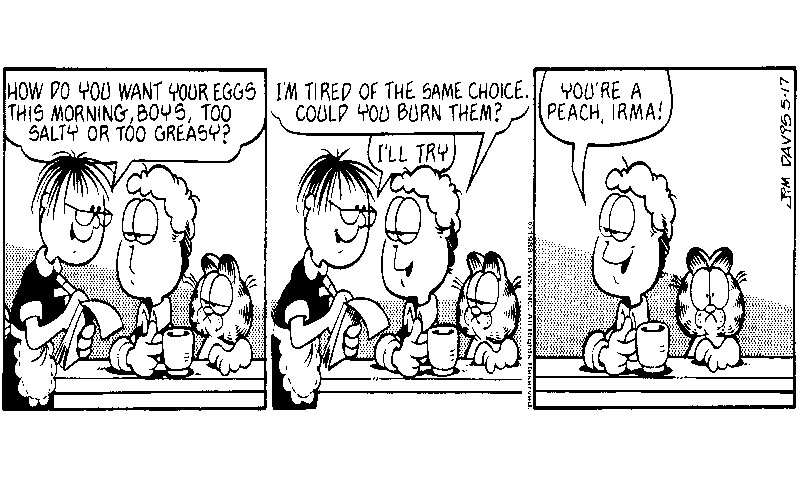 HOW DO YOU WANT YOUR EGGS
THIS MORNING, BOYS, TOO
SALTY OR TOO GREASY?
I'M TIRED OF THE SAME CHOICE.
COULD YOU BURN THEM?
I'LL TRY
YOU'RE A
PEACH, IRMA!
JIM DAVIS 5-17